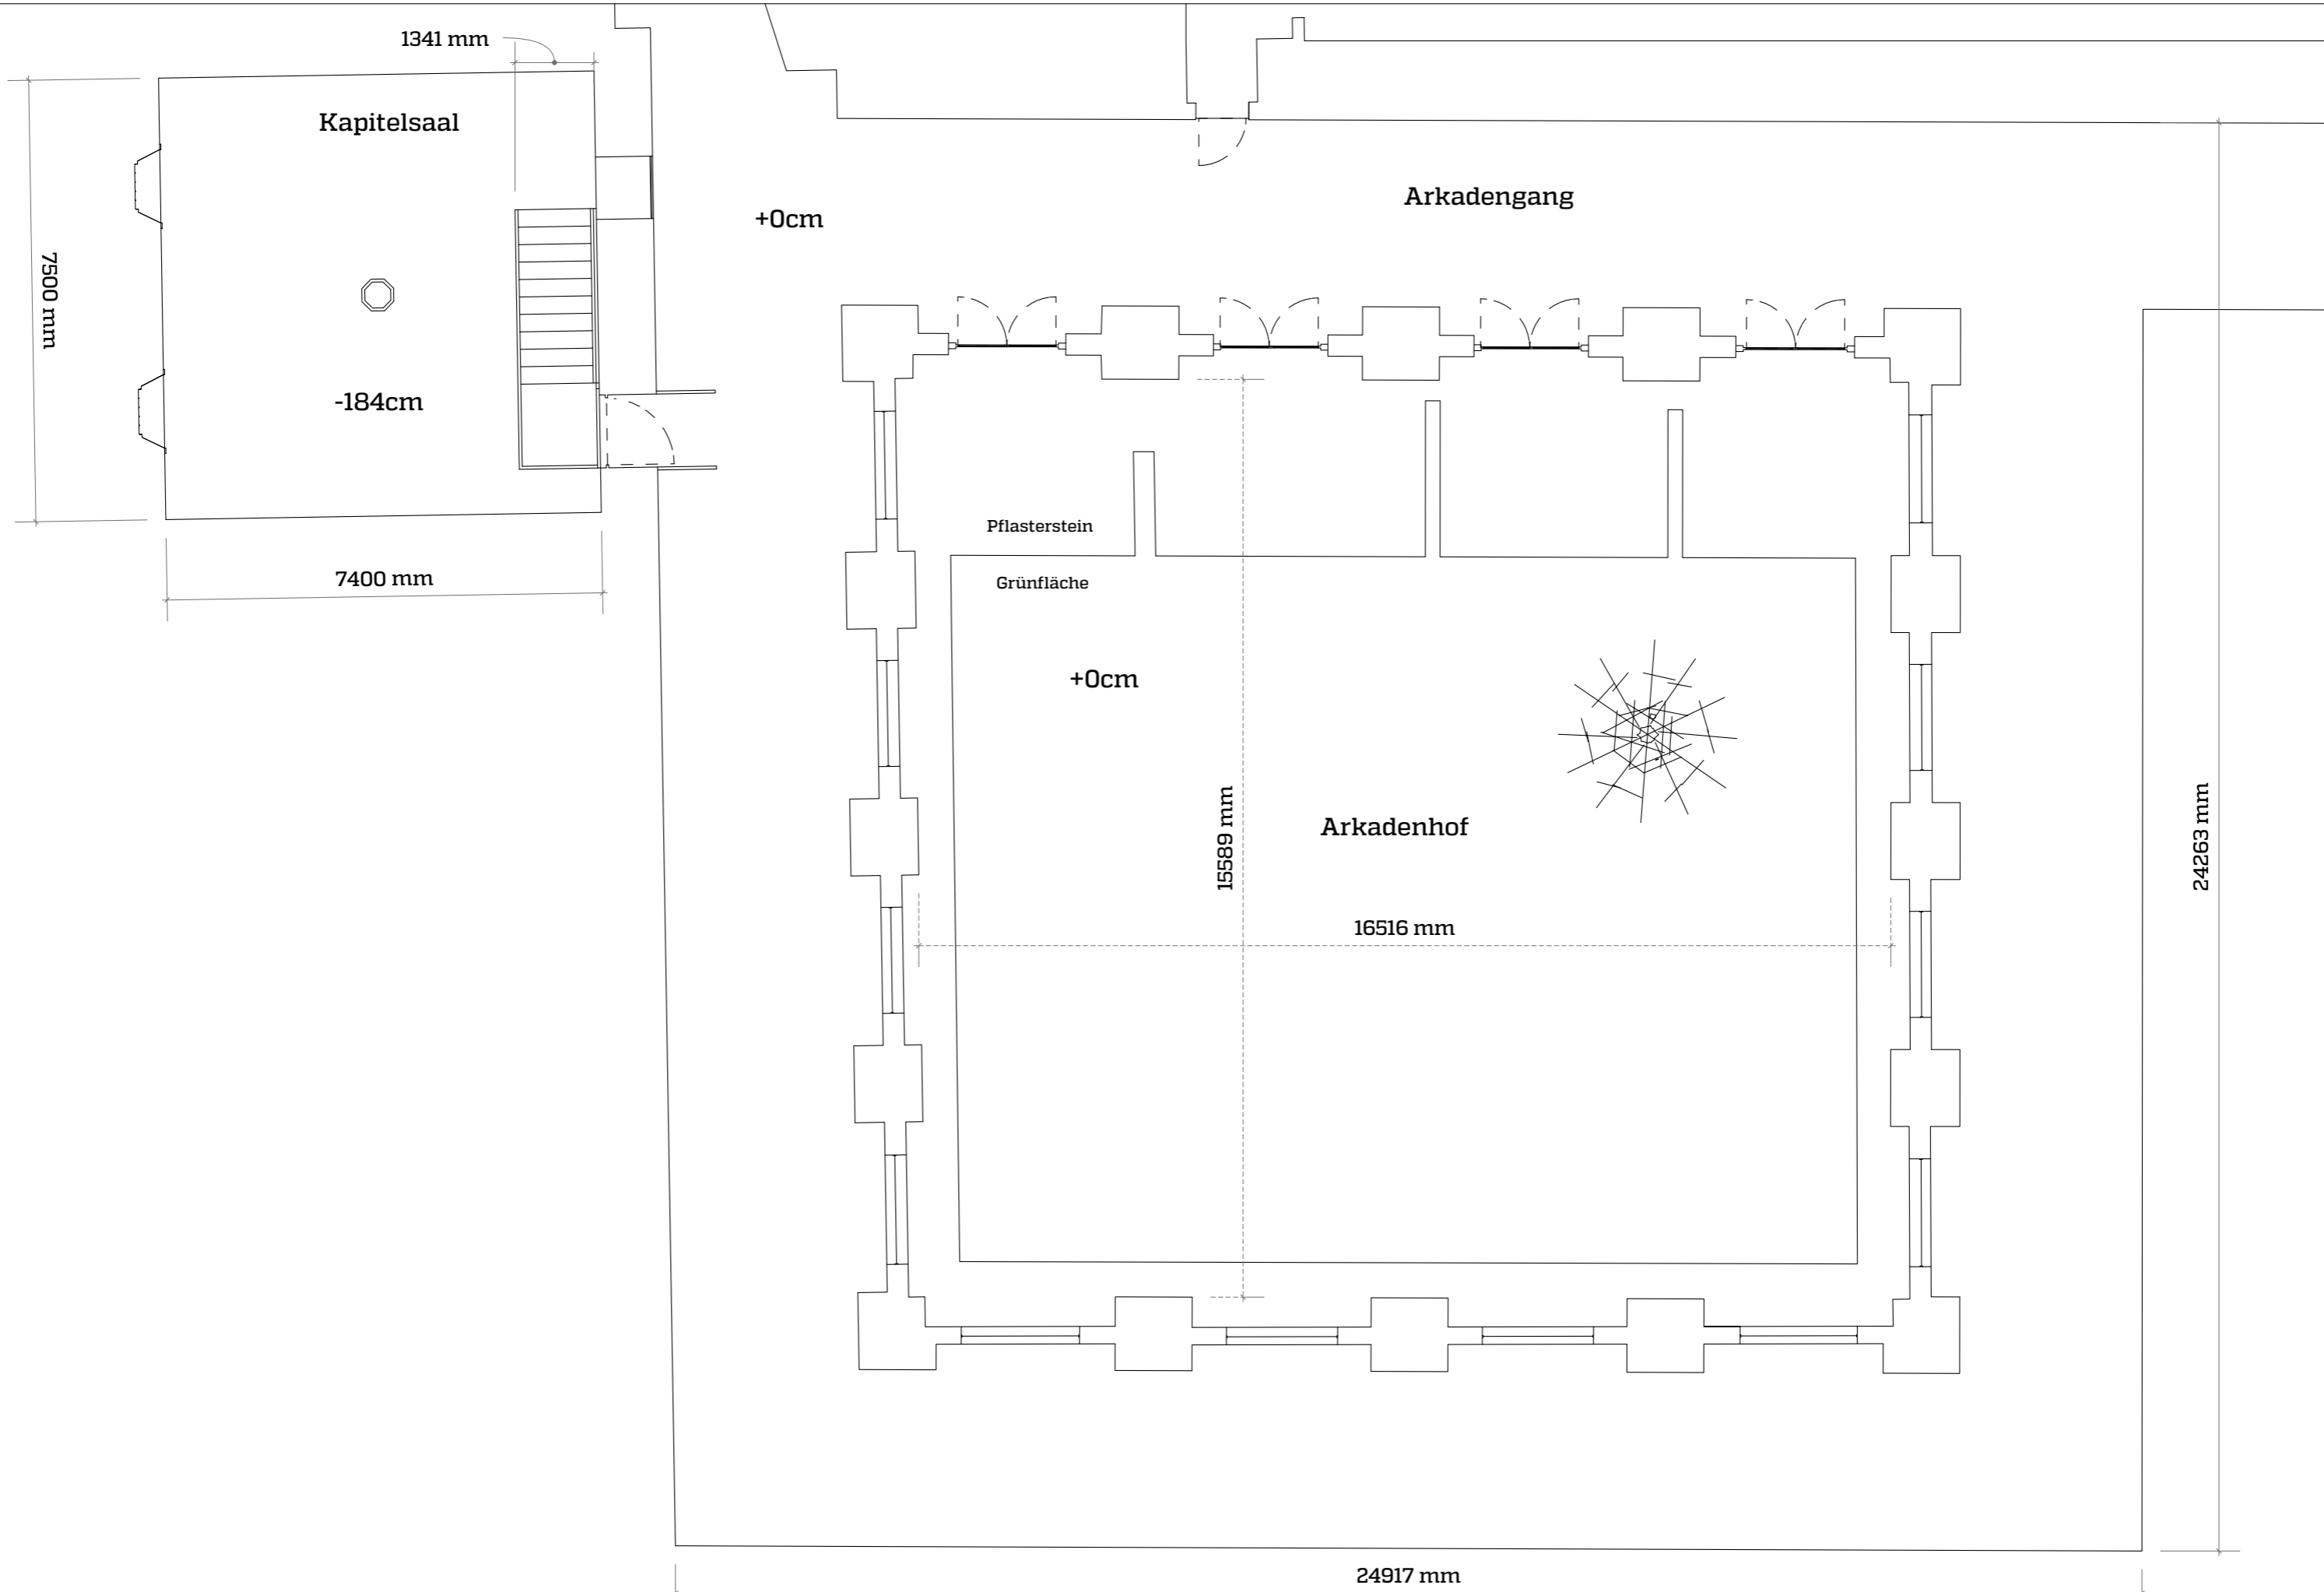 1341 mm
Kapitelsaal
Arkadengang
+0cm
7500 mm
-184cm
Pflasterstein
7400 mm
Grünfläche
+0cm
Arkadenhof
15589 mm
24263 mm
16516 mm
24917 mm